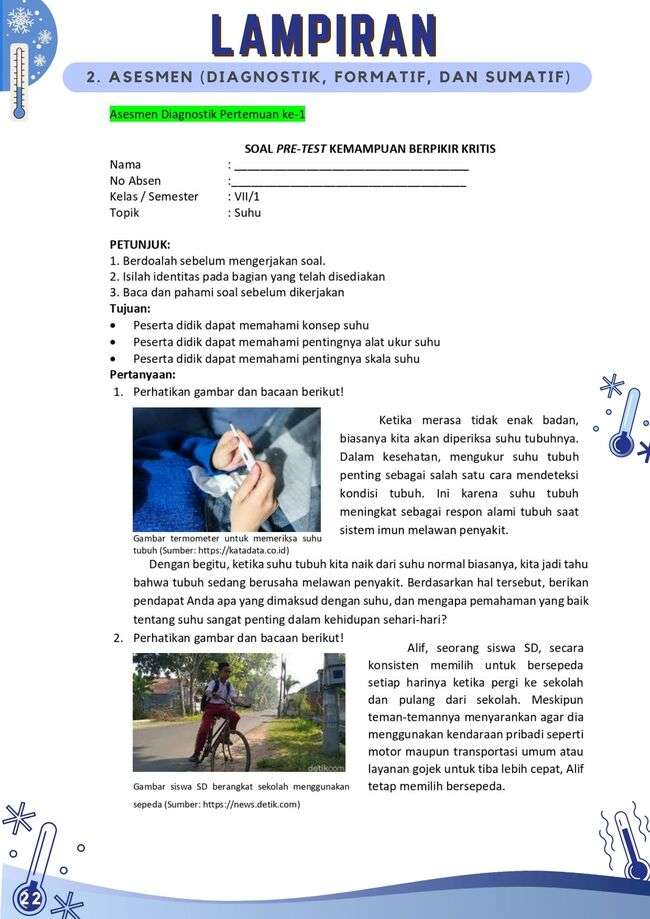 LAMPIRAN
2. ASESMEN (DIAGNOSTIK, FORMATIF, DAN SUMATIF)
Asesmen Diagnostik Pertemuan ke-1
SOAL PRE-TEST KEMAMPUAN BERPIKIR KRITIS
Nama : ______________________________________
No Absen :______________________________________
Kelas / Semester : VII/1
Topik : Suhu
PETUNJUK:
1. Berdoalah sebelum mengerjakan soal.
2. Isilah identitas pada bagian yang telah disediakan
3. Baca dan pahami soal sebelum dikerjakan
Tujuan:
• Peserta didik dapat memahami konsep suhu
• Peserta didik dapat memahami pentingnya alat ukur suhu
• Peserta didik dapat memahami pentingnya skala suhu
Pertanyaan:
1. Perhatikan gambar dan bacaan berikut!
Ketika merasa tidak enak badan,
biasanya kita akan diperiksa suhu tubuhnya.
Dalam kesehatan, mengukur suhu tubuh
penting sebagai salah satu cara mendeteksi
kondisi tubuh. Ini karena suhu tubuh
meningkat sebagai respon alami tubuh saat
sistem imun melawan penyakit.
Gambar termometer untuk memeriksa suhu
tubuh (Sumber: https://katadata.co.id)
Dengan begitu, ketika suhu tubuh kita naik dari suhu normal biasanya, kita jadi tahu
bahwa tubuh sedang berusaha melawan penyakit. Berdasarkan hal tersebut, berikan
pendapat Anda apa yang dimaksud dengan suhu, dan mengapa pemahaman yang baik
tentang suhu sangat penting dalam kehidupan sehari-hari?
2. Perhatikan gambar dan bacaan berikut!
Alif, seorang siswa SD, secara
konsisten memilih untuk bersepeda
setiap harinya ketika pergi ke sekolah
dan pulang dari sekolah. Meskipun
teman-temannya menyarankan agar dia
menggunakan kendaraan pribadi seperti
motor maupun transportasi umum atau
layanan gojek untuk tiba lebih cepat, Alif
tetap memilih bersepeda.
detikcom
Gambar siswa SD berangkat sekolah menggunakan
sepeda (Sumber: https://news.detik.com)
22